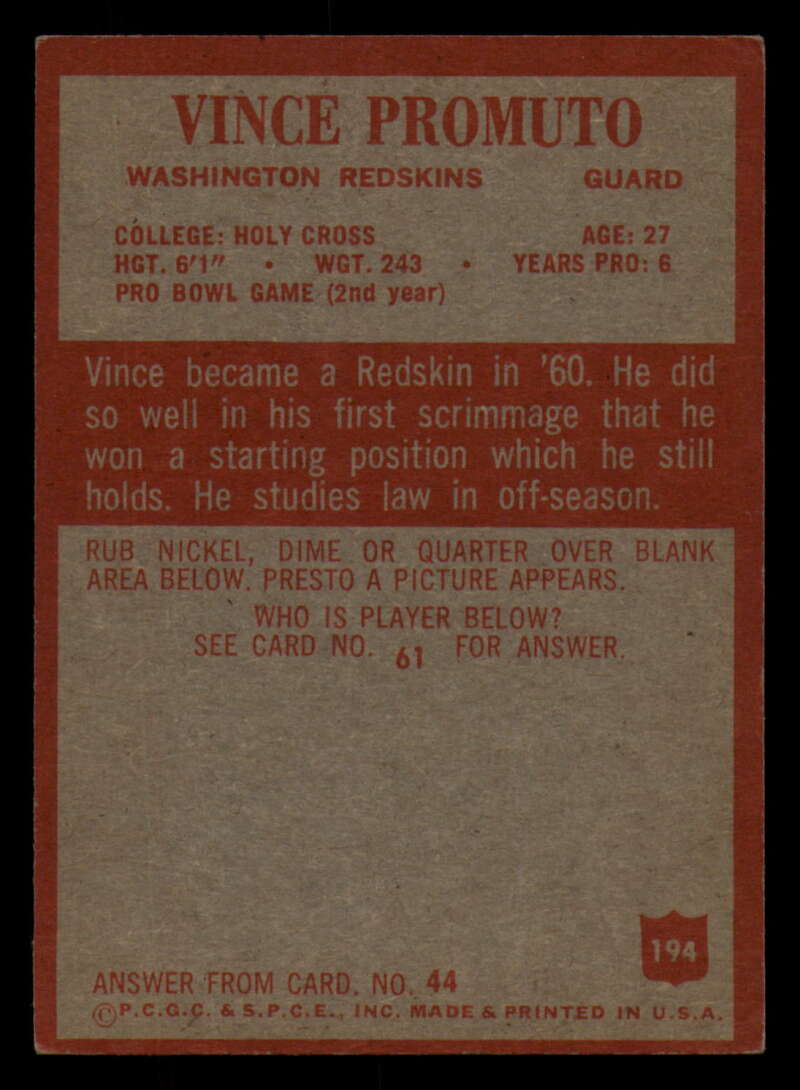 VINCE PROMUTO
WASHINGTON REDSKINS GUARD
COLLEGE: HOLY CROSS AGE: 27
HGT. 6'1" • WGT. 243 • YEARS PRO: 6
PRO BOWL GAME (2nd year)
Vince became a Redskin in '60. He did
so well in his first scrimmage that he
won a starting position which he still
holds. He studies law in off-season.
RUB NICKEL, DIME OR QUARTER OVER BLANK
AREA BELOW. PRESTO A PICTURE APPEARS.
WHO IS PLAYER BELOW?
SEE CARD NO. 61 FOR ANSWER.
194
ANSWER FROM CARD. NO. 44
©P.C.G.C. & S.P.C.E., INC. MADE & PRINTED IN U.S.A.